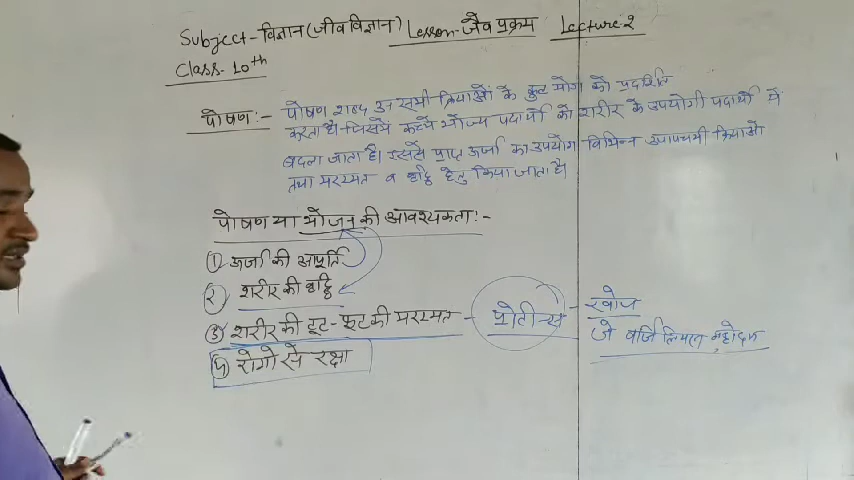 Subject-विज्ञान(जीव विज्ञान) Lesson-जैव प्रक्रम Lecture-2
Class-10th
पोषण:- पोषण शब्द उन सभी क्रियाओं के कुल योग को प्रदर्शित
करता है-जिसमें कच्चे भोज्य पदार्थों को शरीर के उपयोगी पदार्थों में
बदला जाता है। इससे प्राप्त ऊर्जा का उपयोग विभिन्न उपापचयी क्रियाओं
तथा मरम्मत व वृद्धि हेतु किया जाता है।
पोषण या भोजन की आवश्यकता:-
① ऊर्जा की आपूर्ति
② शरीर की वृद्धि
③ शरीर की टूट-फूट की मरम्मत - प्रोटीन्स - खोज
जे बर्जिलियस महोदय
④ रोगो से रक्षा